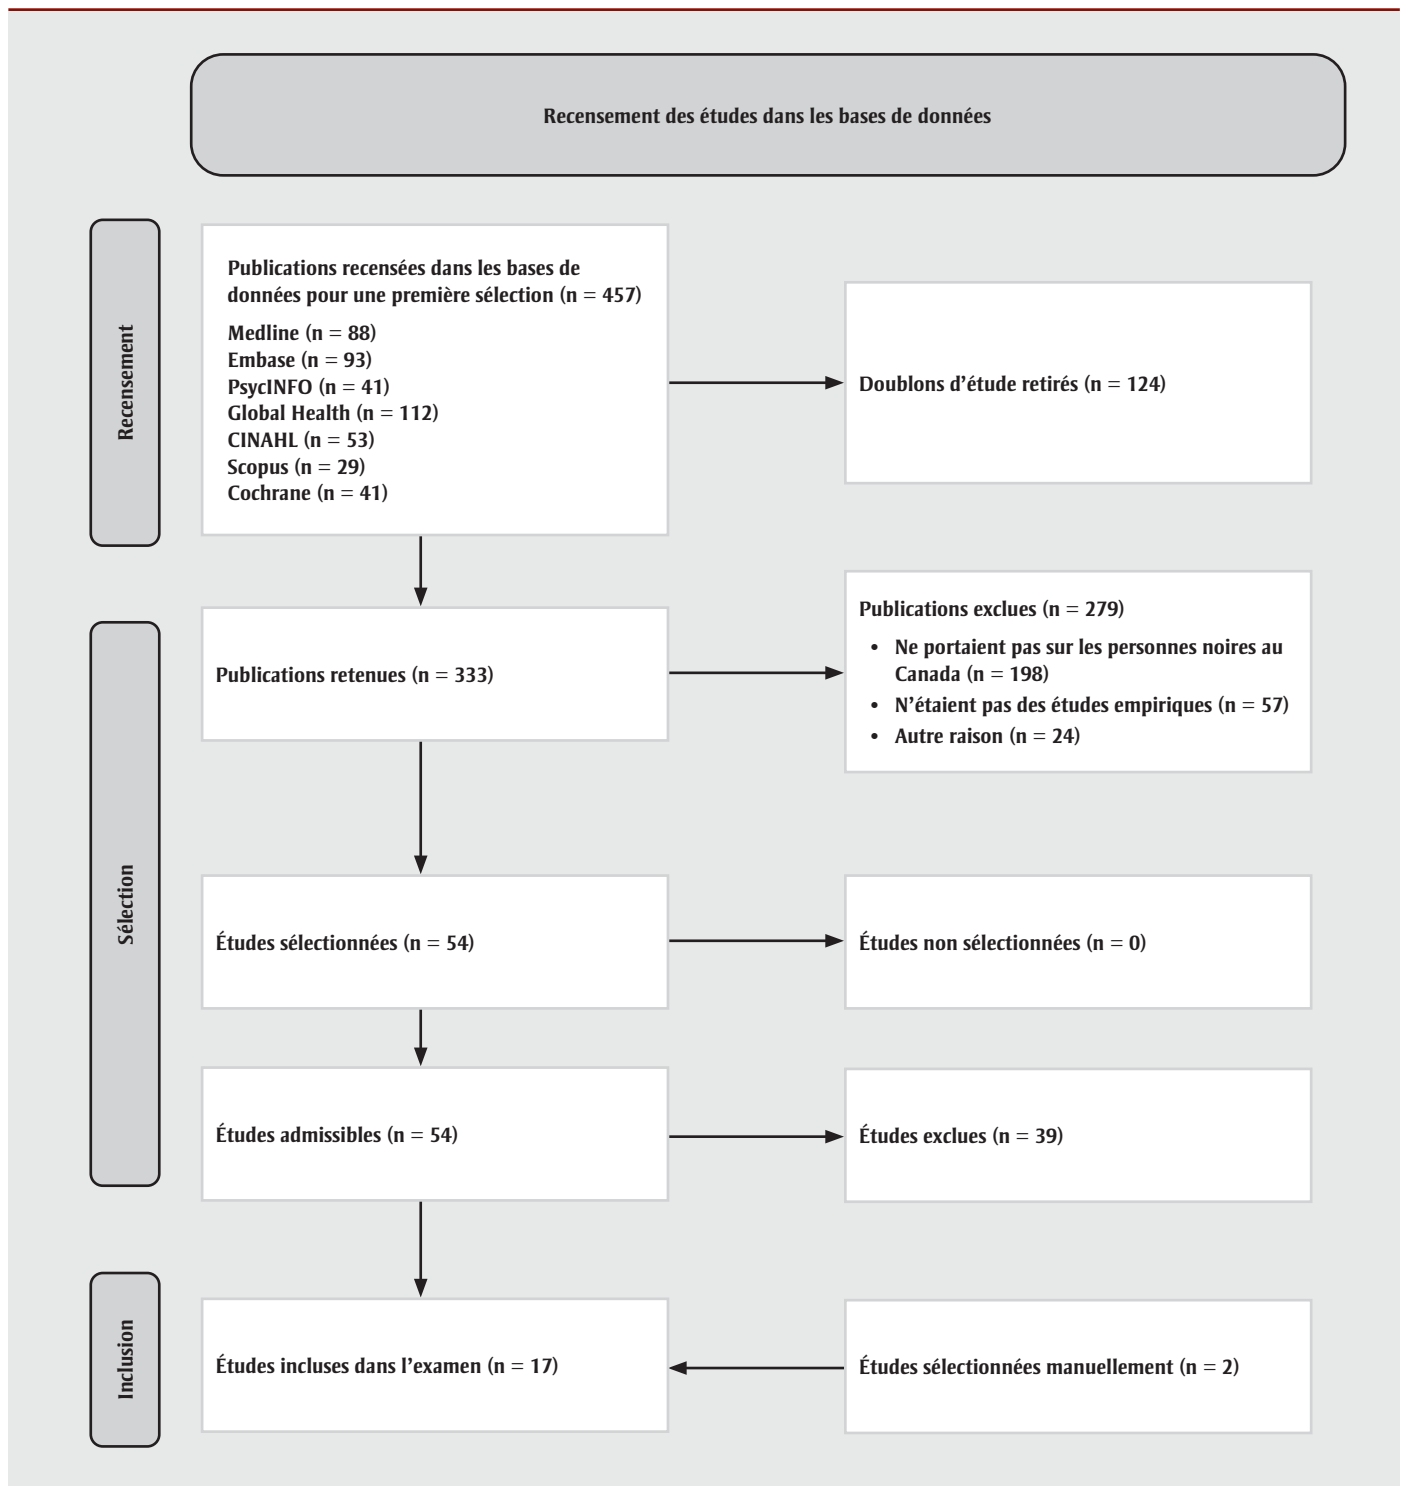 Recensement des études dans les bases de données
Recensement
Publications recensées dans les bases de
données pour une première sélection (n = 457)
Medline (n = 88)
Embase (n = 93)
PsycINFO (n = 41)
Global Health (n = 112)
CINAHL (n = 53)
Scopus (n = 29)
Cochrane (n = 41)
Doublons d’étude retirés (n = 124)
Sélection
Publications retenues (n = 333)
Publications exclues (n = 279)
• Ne portaient pas sur les personnes noires au
Canada (n = 198)
• N’étaient pas des études empiriques (n = 57)
• Autre raison (n = 24)
Études sélectionnées (n = 54)
Études non sélectionnées (n = 0)
Études admissibles (n = 54)
Études exclues (n = 39)
Inclusion
Études incluses dans l’examen (n = 17)
Études sélectionnées manuellement (n = 2)